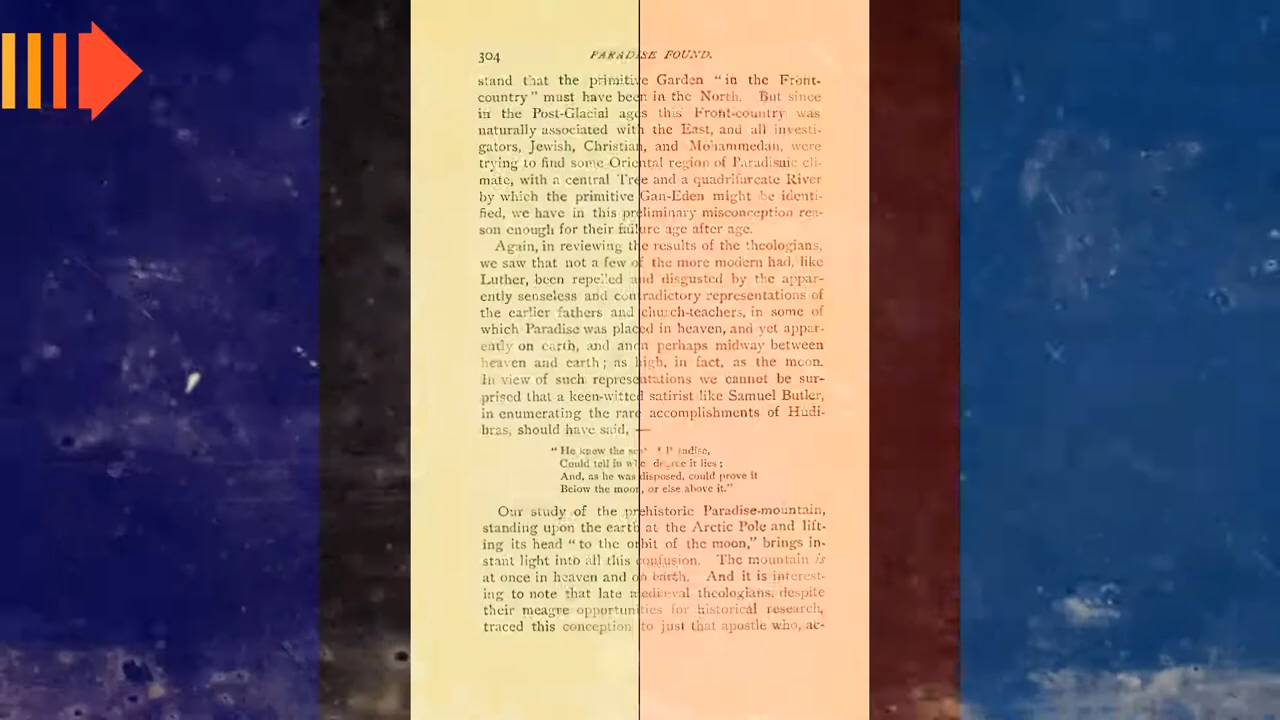 304 PARADISE FOUND.
stand that the primitive Garden "in the Front-
country" must have been in the North. But since
in the Post-Glacial ages this Front-country was
naturally associated with the East, and all investi-
gators, Jewish, Christian, and Mohammedan, were
trying to find some Oriental region of Paradisaic cli-
mate, with a central Tree and a quadrifurcate River
by which the primitive Gan-Eden might be identi-
fied, we have in this preliminary misconception rea-
son enough for their failure age after age.
Again, in reviewing the results of the theologians,
we saw that not a few of the more modern had, like
Luther, been repelled and disgusted by the appar-
ently senseless and contradictory representations of
the earlier fathers and church-teachers, in some of
which Paradise was placed in heaven, and yet appar-
ently on earth, and anon perhaps midway between
heaven and earth; as high, in fact, as the moon.
In view of such representations we cannot be sur-
prised that a keen-witted satirist like Samuel Butler,
in enumerating the rare accomplishments of Hudi-
bras, should have said, —
"He knew the seat of Paradise,
Could tell in what degree it lies;
And, as he was disposed, could prove it
Below the moon, or else above it."
Our study of the prehistoric Paradise-mountain,
standing upon the earth at the Arctic Pole and lift-
ing its head "to the orbit of the moon," brings in-
stant light into all this confusion. The mountain is
at once in heaven and on earth. And it is interest-
ing to note that late mediæval theologians, despite
their meagre opportunities for historical research,
traced this conception to just that apostle who, ac-